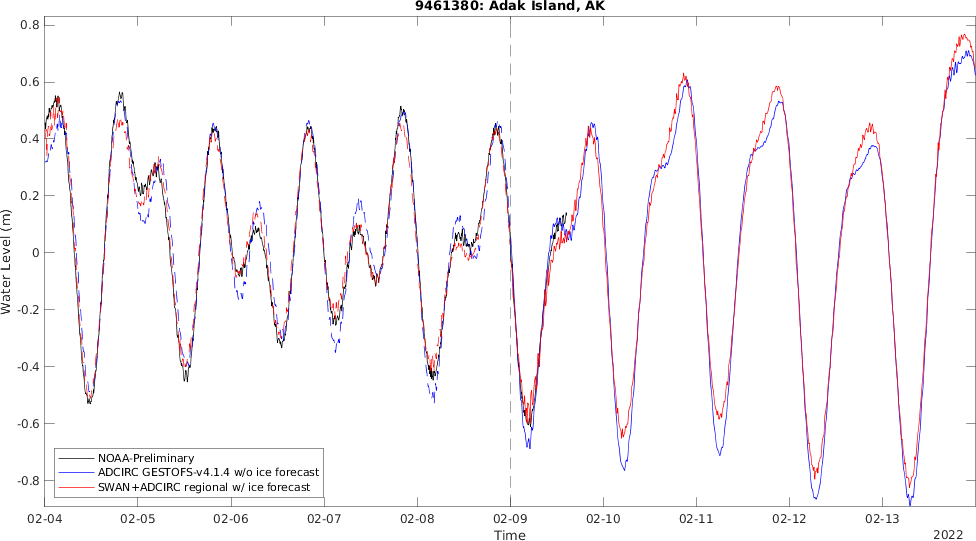 9461380: Adak Island, AK
0.8
0.6
0.4
0.2
0
-0.2
-0.4
-0.6
-0.8
Water Level (m)
NOAA-Preliminary
ADCIRC GESTOFS-v4.1.4 w/o ice forecast
SWAN+ADCIRC regional w/ ice forecast
02-04 02-05 02-06 02-07 02-08 02-09 02-10 02-11 02-12 02-13
Time
2022